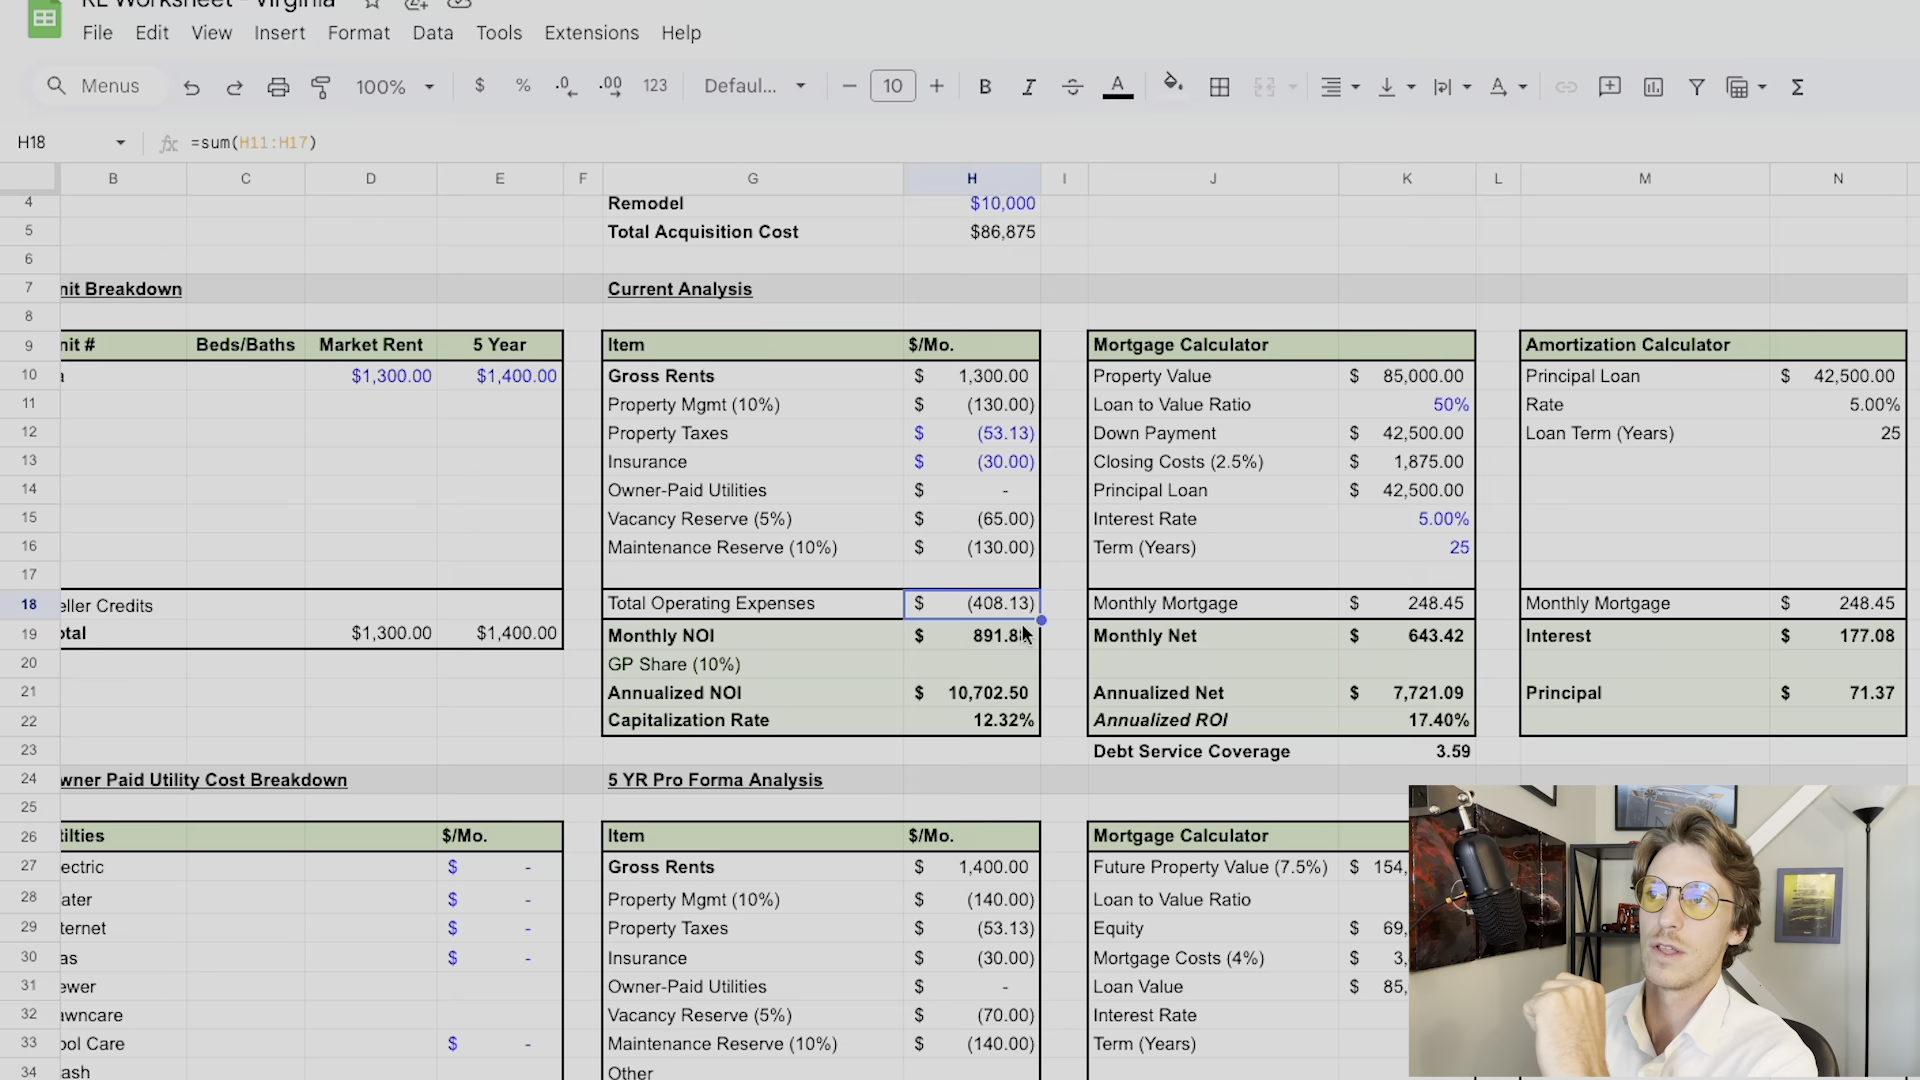 RE Worksheet - Virginia
File Edit View Insert Format Data Tools Extensions Help
Menus 100% $ % .0 .00 123 Defaul... − 10 + B I A A Σ
H18 fx =sum(H11:H17)
B C D E F G H I J K L M N
4 Remodel $10,000
5 Total Acquisition Cost $86,875
6
7 nit Breakdown Current Analysis
8
9 nit # Beds/Baths Market Rent 5 Year Item $/Mo. Mortgage Calculator Amortization Calculator
10 $1,300.00 $1,400.00 Gross Rents $ 1,300.00 Property Value $ 85,000.00 Principal Loan $ 42,500.00
11 Property Mgmt (10%) $ (130.00) Loan to Value Ratio 50% Rate 5.00%
12 Property Taxes $ (53.13) Down Payment $ 42,500.00 Loan Term (Years) 25
13 Insurance $ (30.00) Closing Costs (2.5%) $ 1,875.00
14 Owner-Paid Utilities $ - Principal Loan $ 42,500.00
15 Vacancy Reserve (5%) $ (65.00) Interest Rate 5.00%
16 Maintenance Reserve (10%) $ (130.00) Term (Years) 25
17
18 eller Credits Total Operating Expenses $ (408.13) Monthly Mortgage $ 248.45 Monthly Mortgage $ 248.45
19 otal $1,300.00 $1,400.00 Monthly NOI $ 891.8 Monthly Net $ 643.42 Interest $ 177.08
20 GP Share (10%)
21 Annualized NOI $ 10,702.50 Annualized Net $ 7,721.09 Principal $ 71.37
22 Capitalization Rate 12.32% Annualized ROI 17.40%
23 Debt Service Coverage 3.59
24 wner Paid Utility Cost Breakdown 5 YR Pro Forma Analysis
25
26 tilties $/Mo. Item $/Mo. Mortgage Calculator
27 ectric $ - Gross Rents $ 1,400.00 Future Property Value (7.5%) $ 154,
28 ater $ - Property Mgmt (10%) $ (140.00) Loan to Value Ratio
29 ternet $ - Property Taxes $ (53.13) Equity $ 69,
30 as $ - Insurance $ (30.00) Mortgage Costs (4%) $ 3,
31 ewer Owner-Paid Utilities $ - Loan Value $ 85,
32 awncare Vacancy Reserve (5%) $ (70.00) Interest Rate
33 ool Care $ - Maintenance Reserve (10%) $ (140.00) Term (Years)
34 ash Other